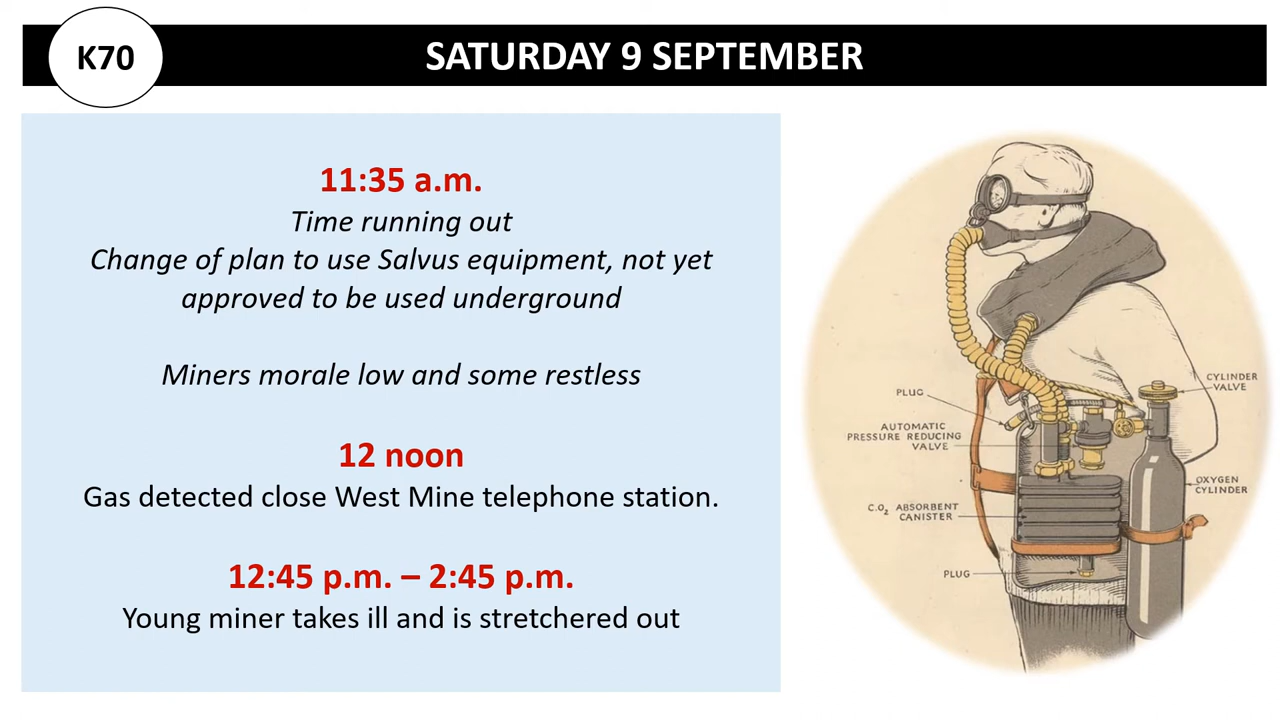 K70
SATURDAY 9 SEPTEMBER
11:35 a.m.
Time running out
Change of plan to use Salvus equipment, not yet
approved to be used underground
Miners morale low and some restless
12 noon
Gas detected close West Mine telephone station.
12:45 p.m. – 2:45 p.m.
Young miner takes ill and is stretchered out
CYLINDER
VALVE
PLUG
AUTOMATIC
PRESSURE REDUCING
VALVE
OXYGEN
CYLINDER
C.O₂ ABSORBENT
CANISTER
PLUG